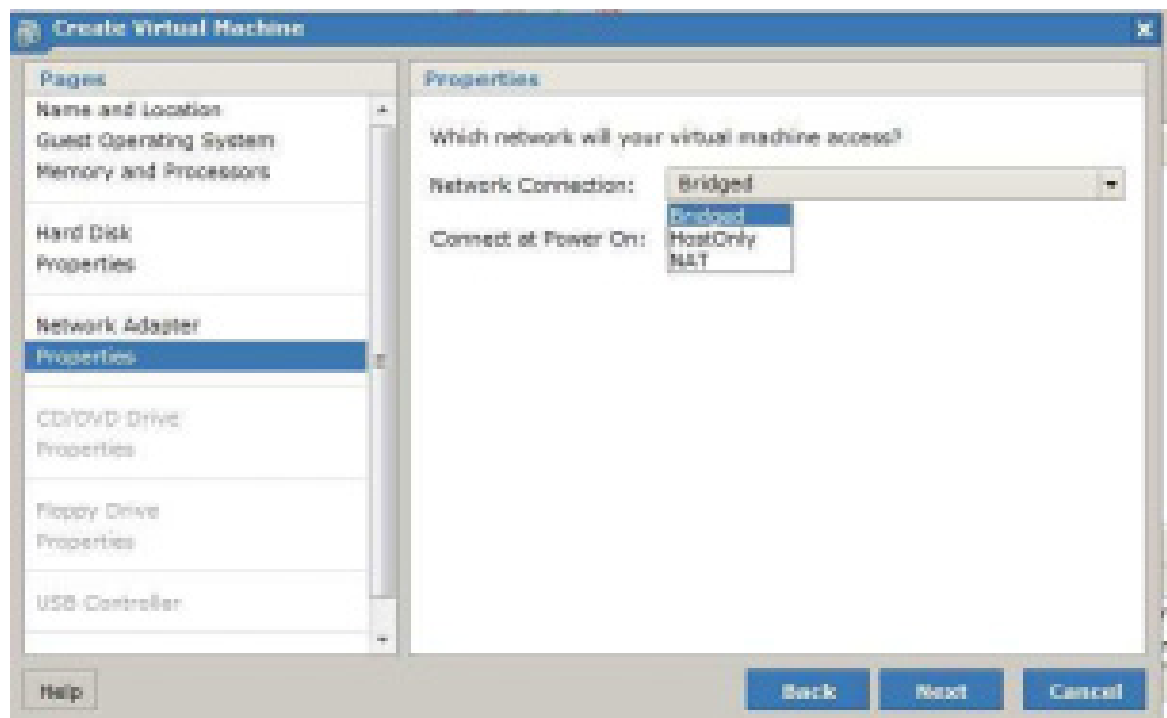 Create Virtual Machine
Pages
Name and Location
Guest Operating System
Memory and Processors
Hard Disk
Properties
Network Adapter
Properties
CD/DVD Drive
Properties
Floppy Drive
Properties
USB Controller
Properties
Which network will your virtual machine access?
Network Connection: Bridged
Bridged
Connect at Power On: HostOnly
NAT
Help Back Next Cancel